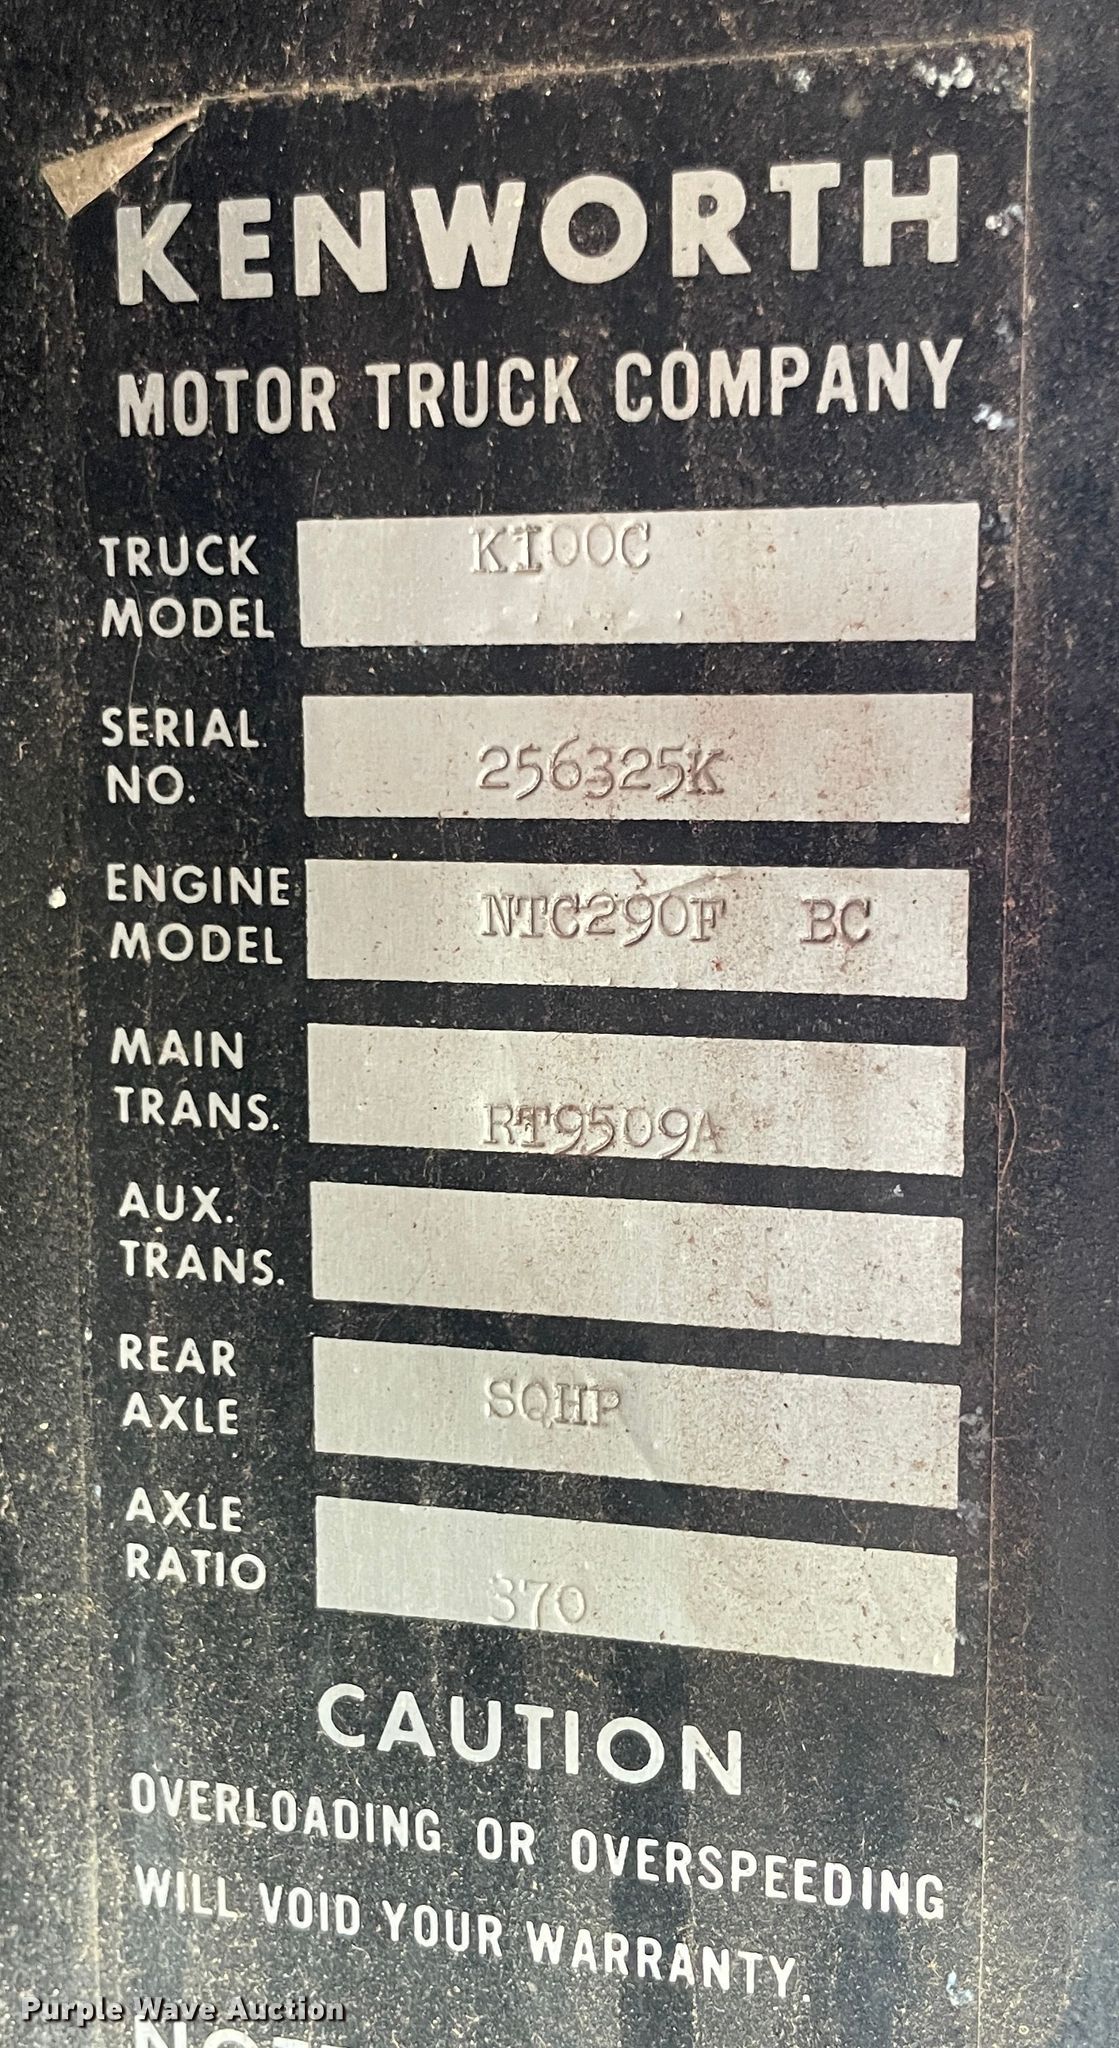 KENWORTH
MOTOR TRUCK COMPANY
TRUCK MODEL K100C
SERIAL NO. 256325K
ENGINE MODEL NTC290F BC
MAIN TRANS. RT9509A
AUX. TRANS.
REAR AXLE SQHP
AXLE RATIO 370
CAUTION
OVERLOADING OR OVERSPEEDING
WILL VOID YOUR WARRANTY.
Purple Wave Auction